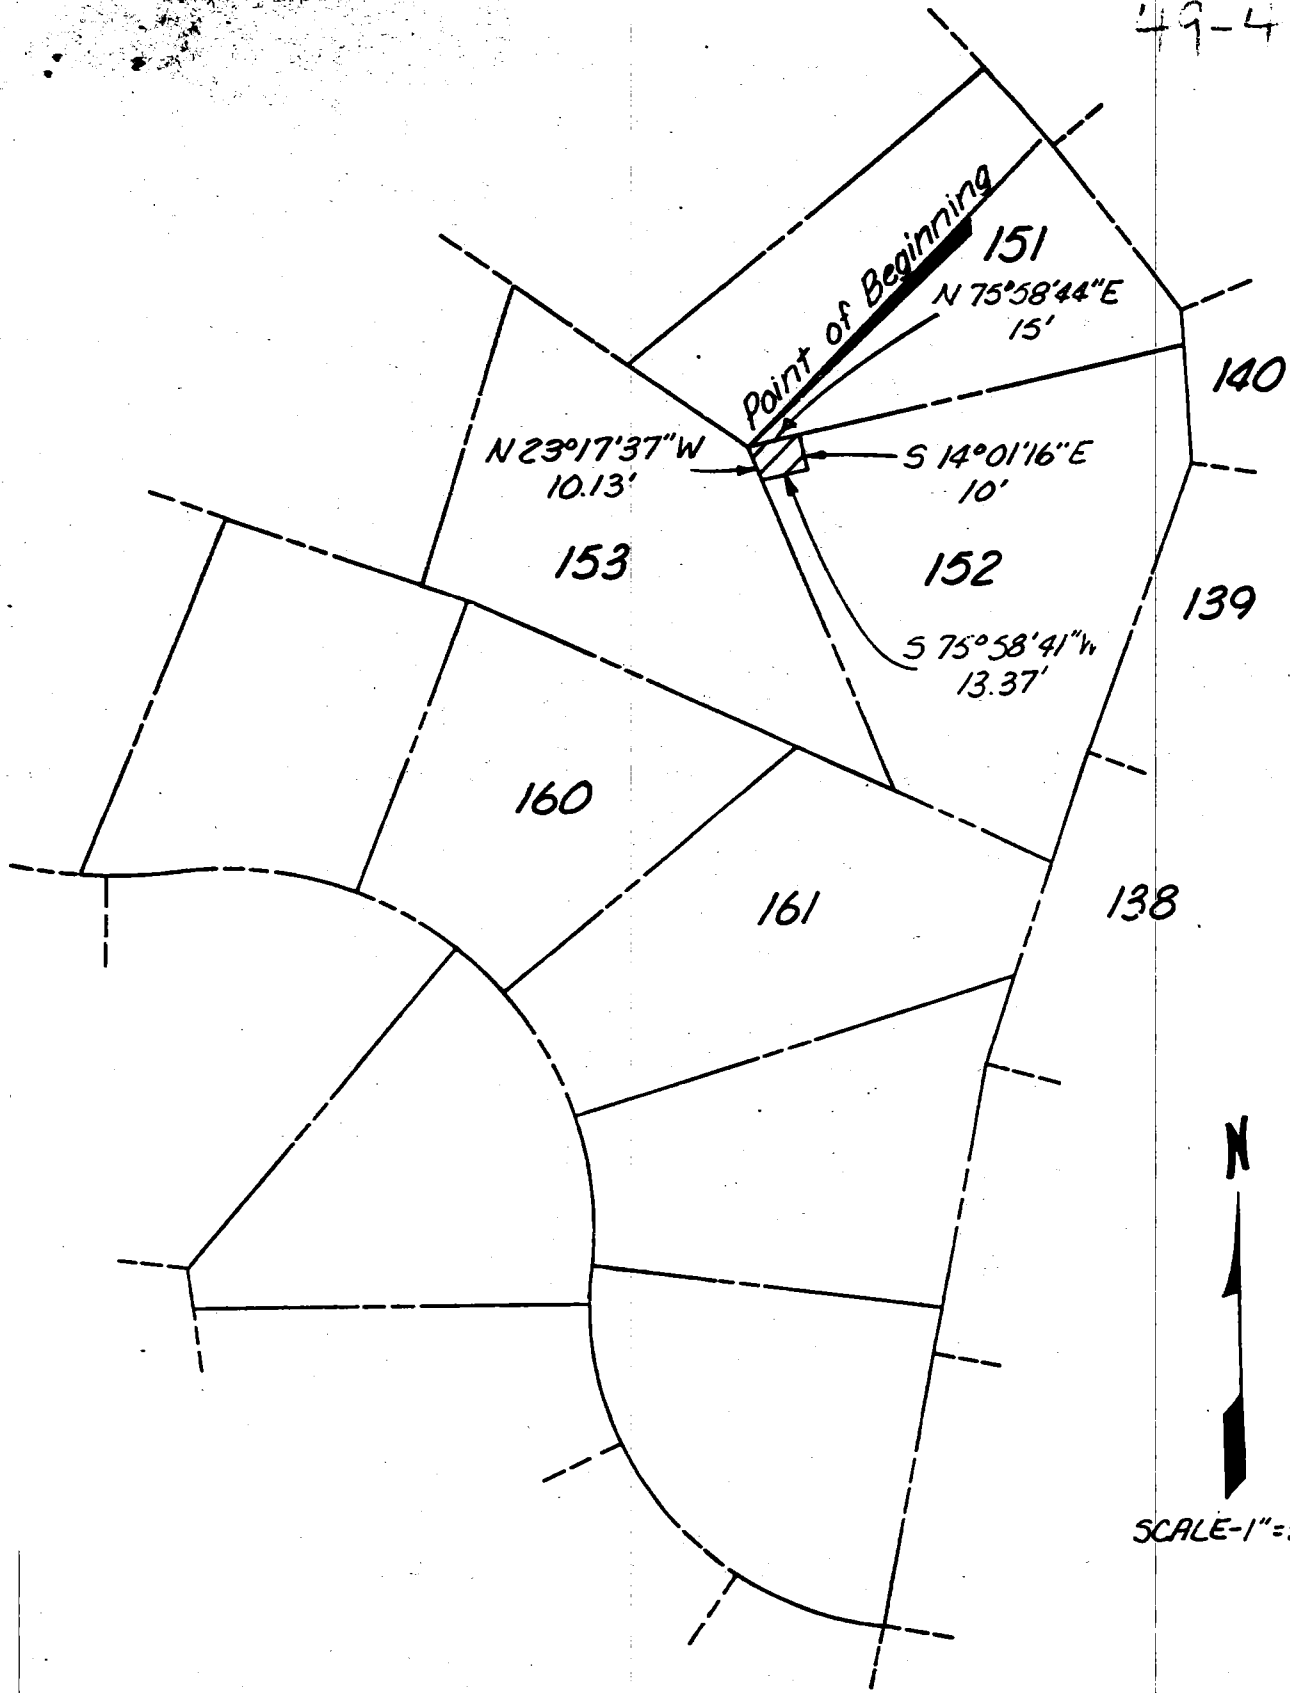 49-4
Point of Beginning
151
N 75°58'44"E
15'
140
N 23°17'37"W
10.13'
S 14°01'16"E
10'
153
152
139
S 75°58'41"W
13.37'
160
161
138
N
SCALE-1"=